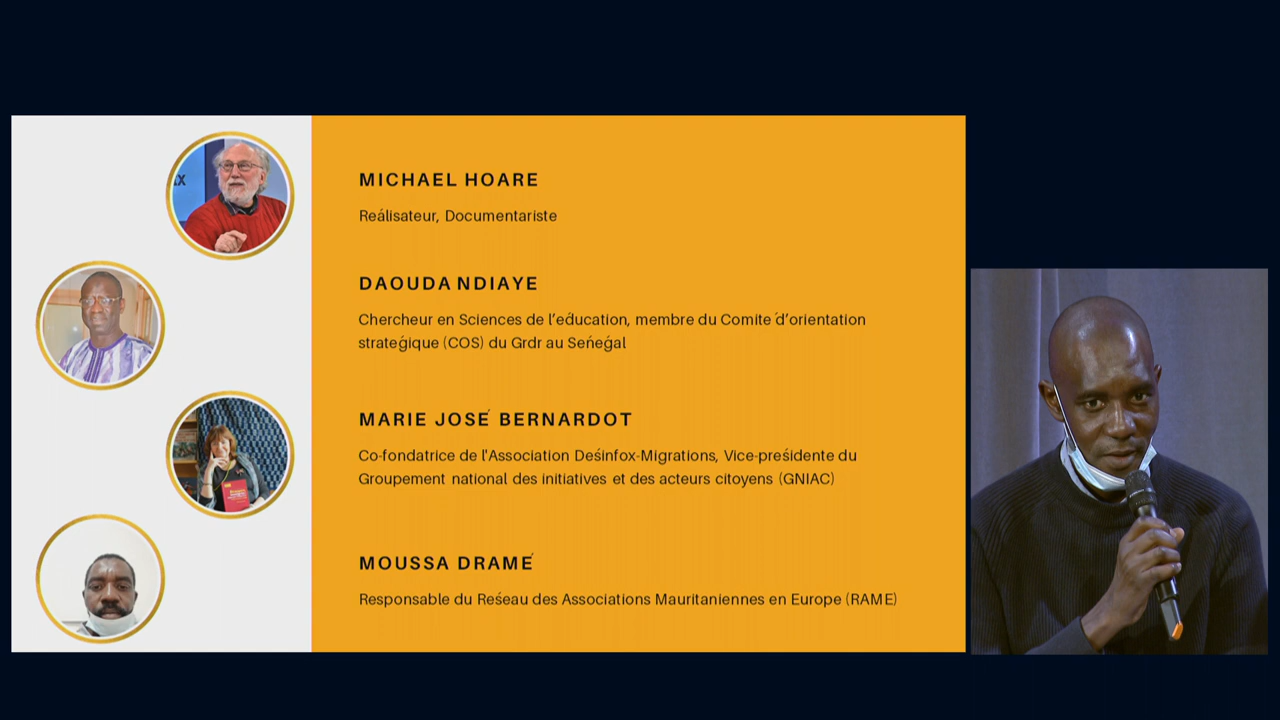 MICHAEL HOARE
Reálisateur, Documentariste
DAOUDA NDIAYE
Chercheur en Sciences de l’éducation, membre du Comité d’orientation
stratégique (COS) du Grdr au Sénégal
MARIE JOSÉ BERNARDOT
Co-fondatrice de l'Association Désinfox-Migrations, Vice-présidente du
Groupement national des initiatives et des acteurs citoyens (GNIAC)
MOUSSA DRAMÉ
Responsable du Réseau des Associations Mauritaniennes en Europe (RAME)